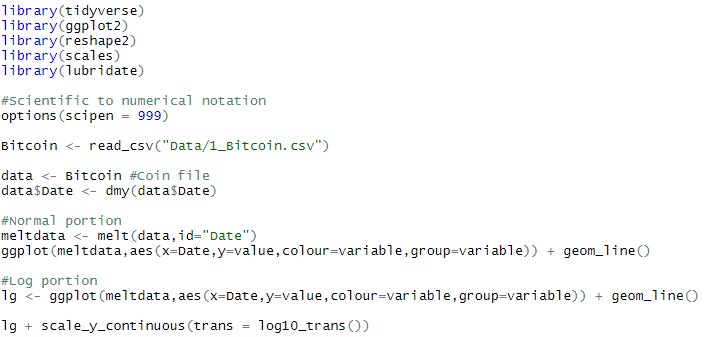 library(tidyverse)
library(ggplot2)
library(reshape2)
library(scales)
library(lubridate)
#Scientific to numerical notation
options(scipen = 999)
Bitcoin <- read_csv("Data/1_Bitcoin.csv")
data <- Bitcoin #Coin file
data$Date <- dmy(data$Date)
#Normal portion
meltdata <- melt(data,id="Date")
ggplot(meltdata,aes(x=Date,y=value,colour=variable,group=variable)) + geom_line()
#Log portion
lg <- ggplot(meltdata,aes(x=Date,y=value,colour=variable,group=variable)) + geom_line()
lg + scale_y_continuous(trans = log10_trans())